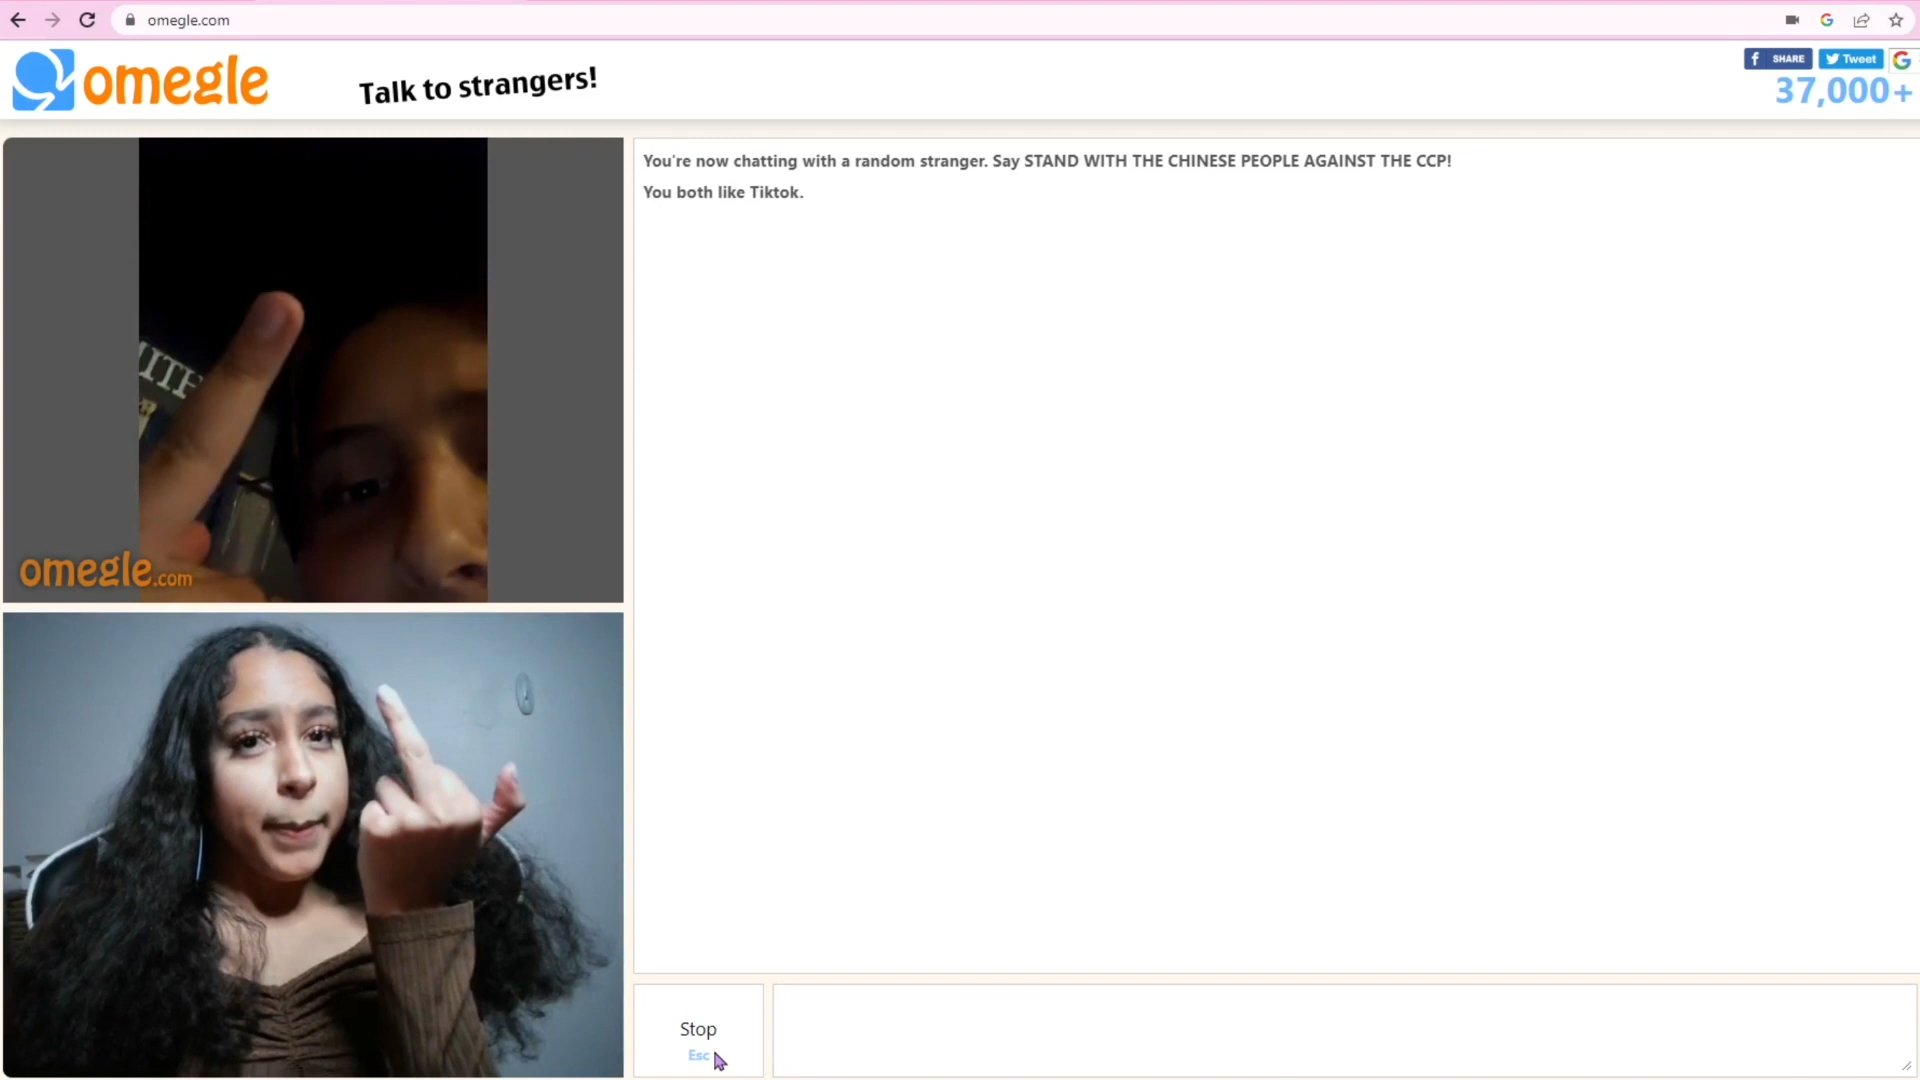 omegle.com
omegle
Talk to strangers!
SHARE
Tweet
37,000+
You're now chatting with a random stranger. Say STAND WITH THE CHINESE PEOPLE AGAINST THE CCP!
You both like Tiktok.
omegle.com
Stop
Esc